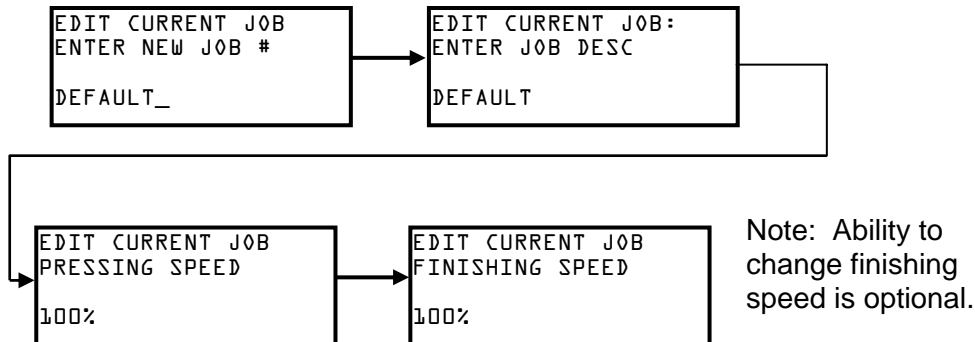 EDIT CURRENT JOB
ENTER NEW JOB #
DEFAULT_
EDIT CURRENT JOB:
ENTER JOB DESC
DEFAULT
EDIT CURRENT JOB
PRESSING SPEED
100%
EDIT CURRENT JOB
FINISHING SPEED
100%
Note: Ability to
change finishing
speed is optional.